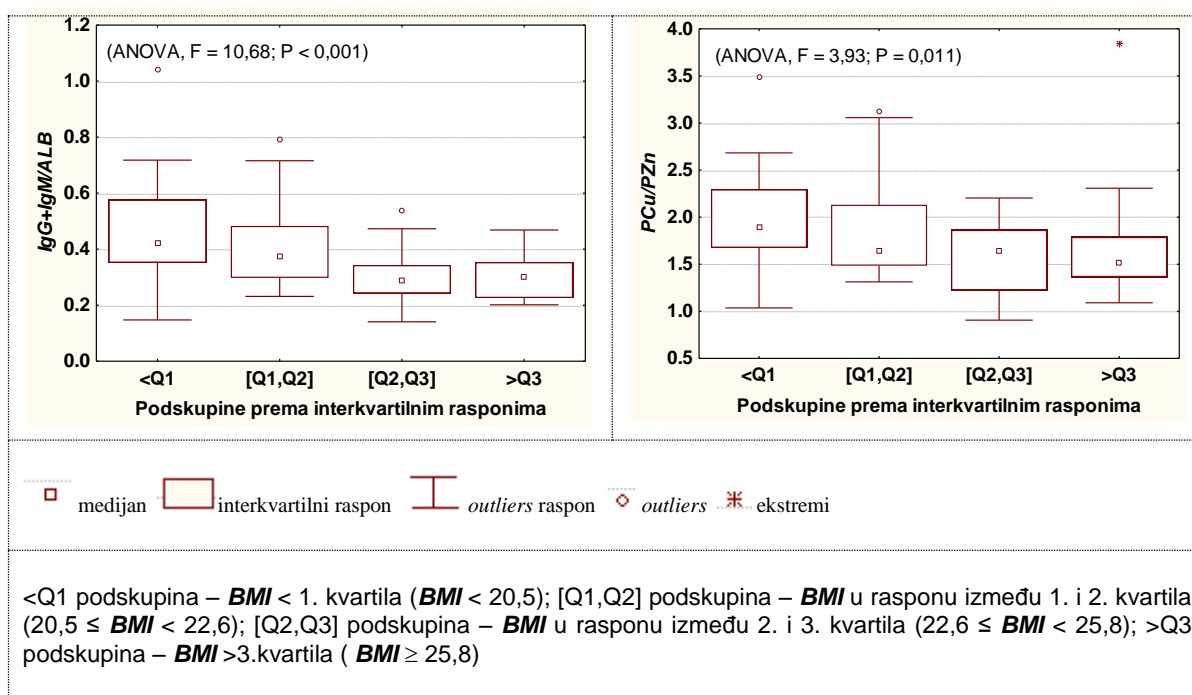 (ANOVA, F = 10,68; P < 0,001)
1.2
1.0
0.8
0.6
0.4
0.2
0.0
IgG+IgM/ALB
<Q1 [Q1,Q2] [Q2,Q3] >Q3
Podskupine prema interkvartilnim rasponima
(ANOVA, F = 3,93; P = 0,011)
4.0
3.5
3.0
2.5
2.0
1.5
1.0
0.5
PCu/PZn
<Q1 [Q1,Q2] [Q2,Q3] >Q3
Podskupine prema interkvartilnim rasponima
medijan interkvartilni raspon outliers raspon outliers ekstremi
<Q1 podskupina – BMI < 1. kvartila (BMI < 20,5); [Q1,Q2] podskupina – BMI u rasponu između 1. i 2. kvartila
(20,5 ≤ BMI < 22,6); [Q2,Q3] podskupina – BMI u rasponu između 2. i 3. kvartila (22,6 ≤ BMI < 25,8); >Q3
podskupina – BMI >3.kvartila ( BMI ≥ 25,8)